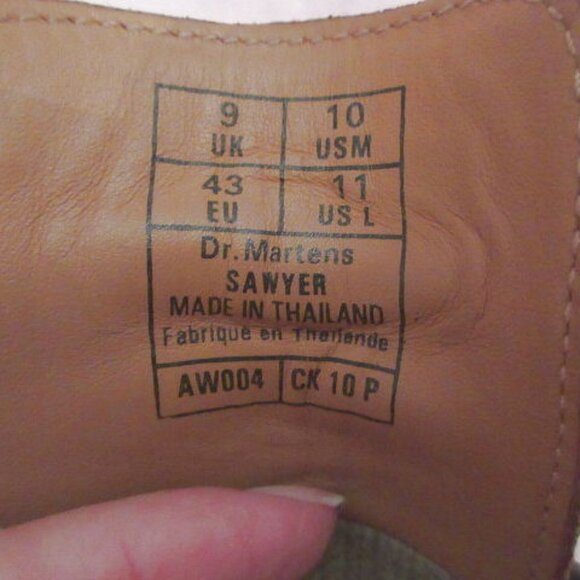 9 10
UK USM
43 11
EU US L
Dr. Martens
SAWYER
MADE IN THAILAND
Fabriqué en Thaïlande
AW004 CK 10 P